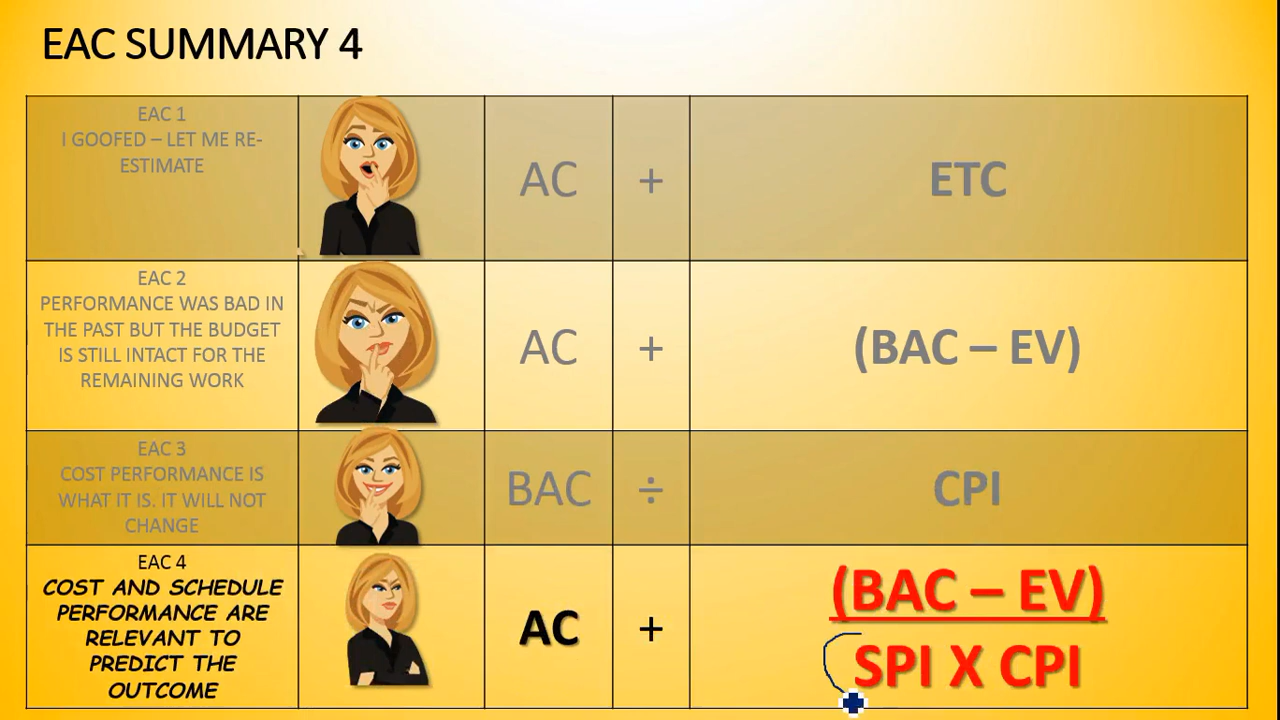 EAC SUMMARY 4
EAC 1
I GOOFED – LET ME RE-
ESTIMATE
AC + ETC
EAC 2
PERFORMANCE WAS BAD IN
THE PAST BUT THE BUDGET
IS STILL INTACT FOR THE
REMAINING WORK
AC + (BAC – EV)
EAC 3
COST PERFORMANCE IS
WHAT IT IS. IT WILL NOT
CHANGE
BAC ÷ CPI
EAC 4
COST AND SCHEDULE
PERFORMANCE ARE
RELEVANT TO
PREDICT THE
OUTCOME
AC +
(BAC – EV)
SPI X CPI